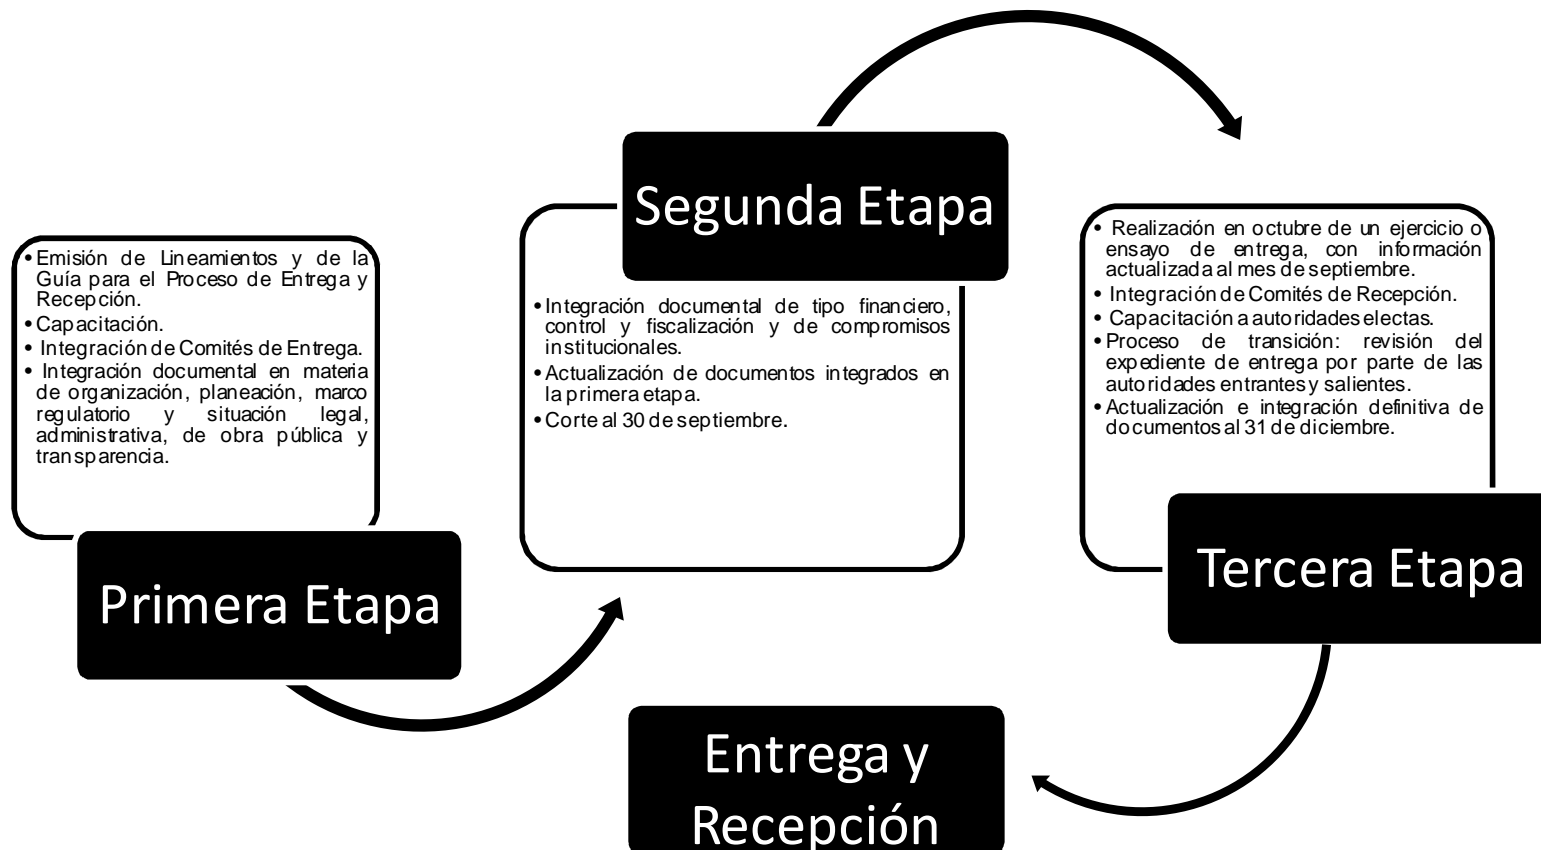 • Emisión de Lineamientos y de la
Guía para el Proceso de Entrega y
Recepción.
• Capacitación.
• Integración de Comités de Entrega.
• Integración documental en materia
de organización, planeación, marco
regulatorio y situación legal,
administrativa, de obra pública y
transparencia.
Primera Etapa
Segunda Etapa
• Integración documental de tipo financiero,
control y fiscalización y de compromisos
institucionales.
• Actualización de documentos integrados en
la primera etapa.
• Corte al 30 de septiembre.
• Realización en octubre de un ejercicio o
ensayo de entrega, con información
actualizada al mes de septiembre.
• Integración de Comités de Recepción.
• Capacitación a autoridades electas.
• Proceso de transición: revisión del
expediente de entrega por parte de las
autoridades entrantes y salientes.
• Actualización e integración definitiva de
documentos al 31 de diciembre.
Tercera Etapa
Entrega y
Recepción